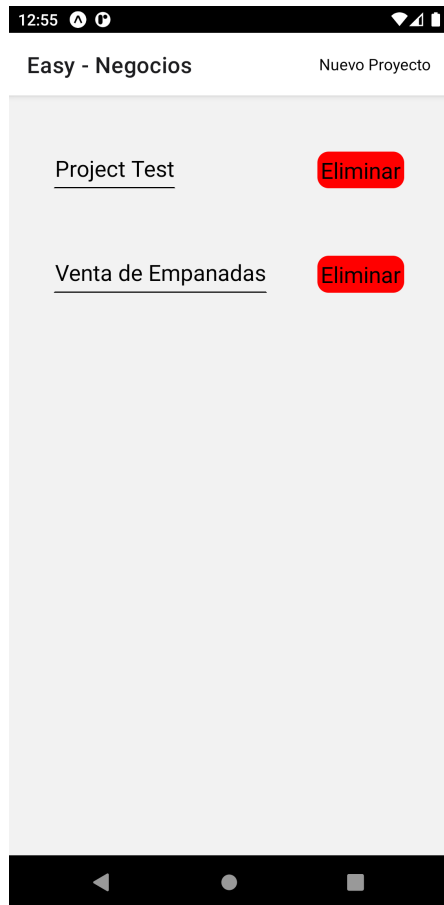 12:55
Easy - Negocios
Nuevo Proyecto
Project Test
Eliminar
Venta de Empanadas
Eliminar